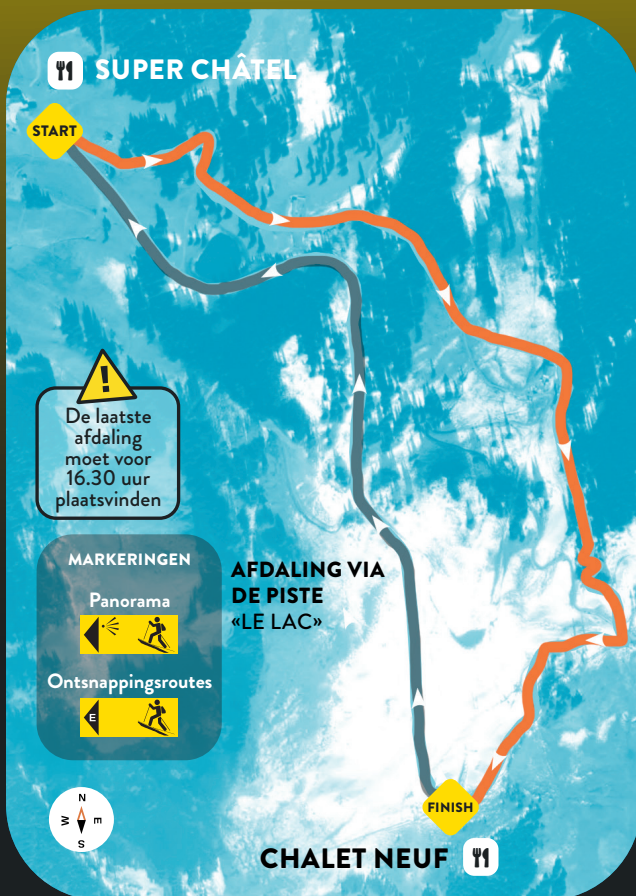 SUPER CHÂTEL
START
!
De laatste
afdaling
moet voor
16.30 uur
plaatsvinden
MARKERINGEN
Panorama
Ontsnappingsroutes
E
AFDALING VIA
DE PISTE
«LE LAC»
N
W E
S
FINISH
CHALET NEUF